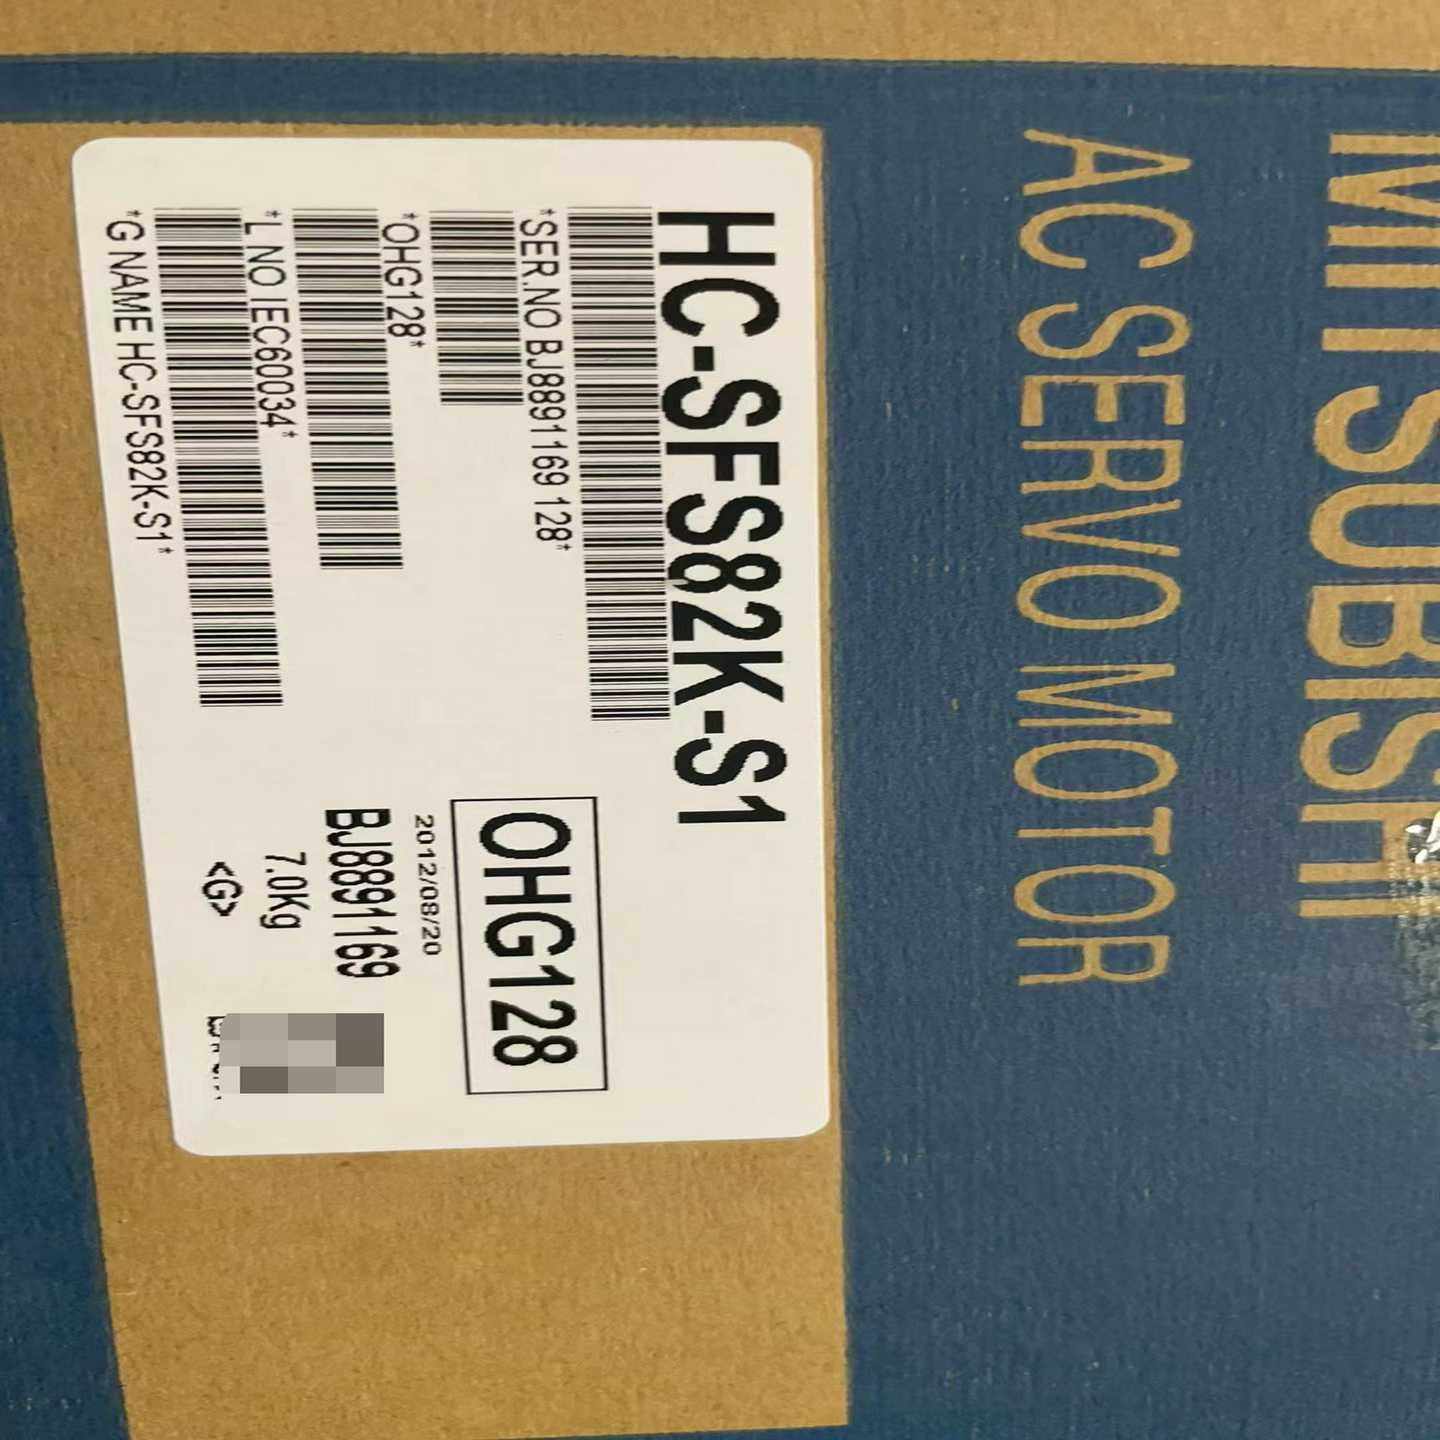 MITSUBISHI
AC SERVO MOTOR
HC-SFS82K-S1
*SER.NO BJ8891169 128*
*OHG128*
*L NO IEC60034*
*G NAME HC-SFS82K-S1*
OHG128
2012/08/20
BJ8891169
7.0Kg
<G>